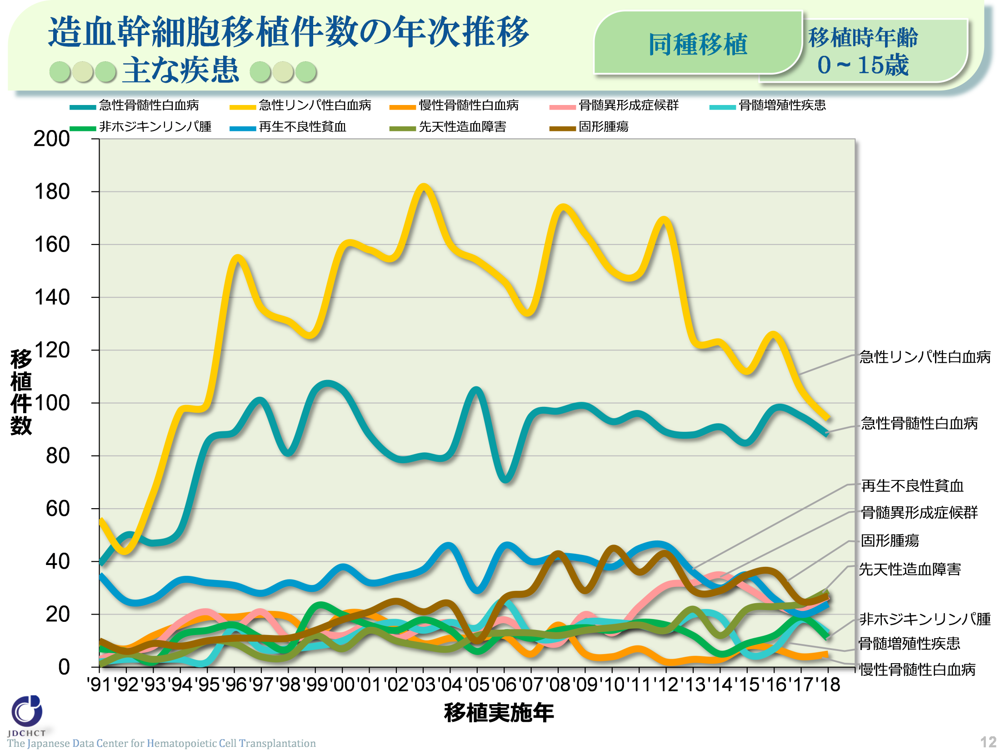 造血幹細胞移植件数の年次推移
主な疾患
同種移植
移植時年齢
0 ~ 15歳
急性骨髄性白血病 急性リンパ性白血病 慢性骨髄性白血病 骨髄異形成症候群 骨髄増殖性疾患
非ホジキンリンパ腫 再生不良性貧血 先天性造血障害 固形腫瘍
200
180
160
140
120
100
80
60
40
20
0
移植件数
急性リンパ性白血病
急性骨髄性白血病
再生不良性貧血
骨髄異形成症候群
固形腫瘍
先天性造血障害
非ホジキンリンパ腫
骨髄増殖性疾患
慢性骨髄性白血病
'91 '92 '93 '94 '95 '96 '97 '98 '99 '00 '01 '02 '03 '04 '05 '06 '07 '08 '09 '10 '11 '12 '13 '14 '15 '16 '17 '18
移植実施年
JDCHCT
The Japanese Data Center for Hematopoietic Cell Transplantation
12